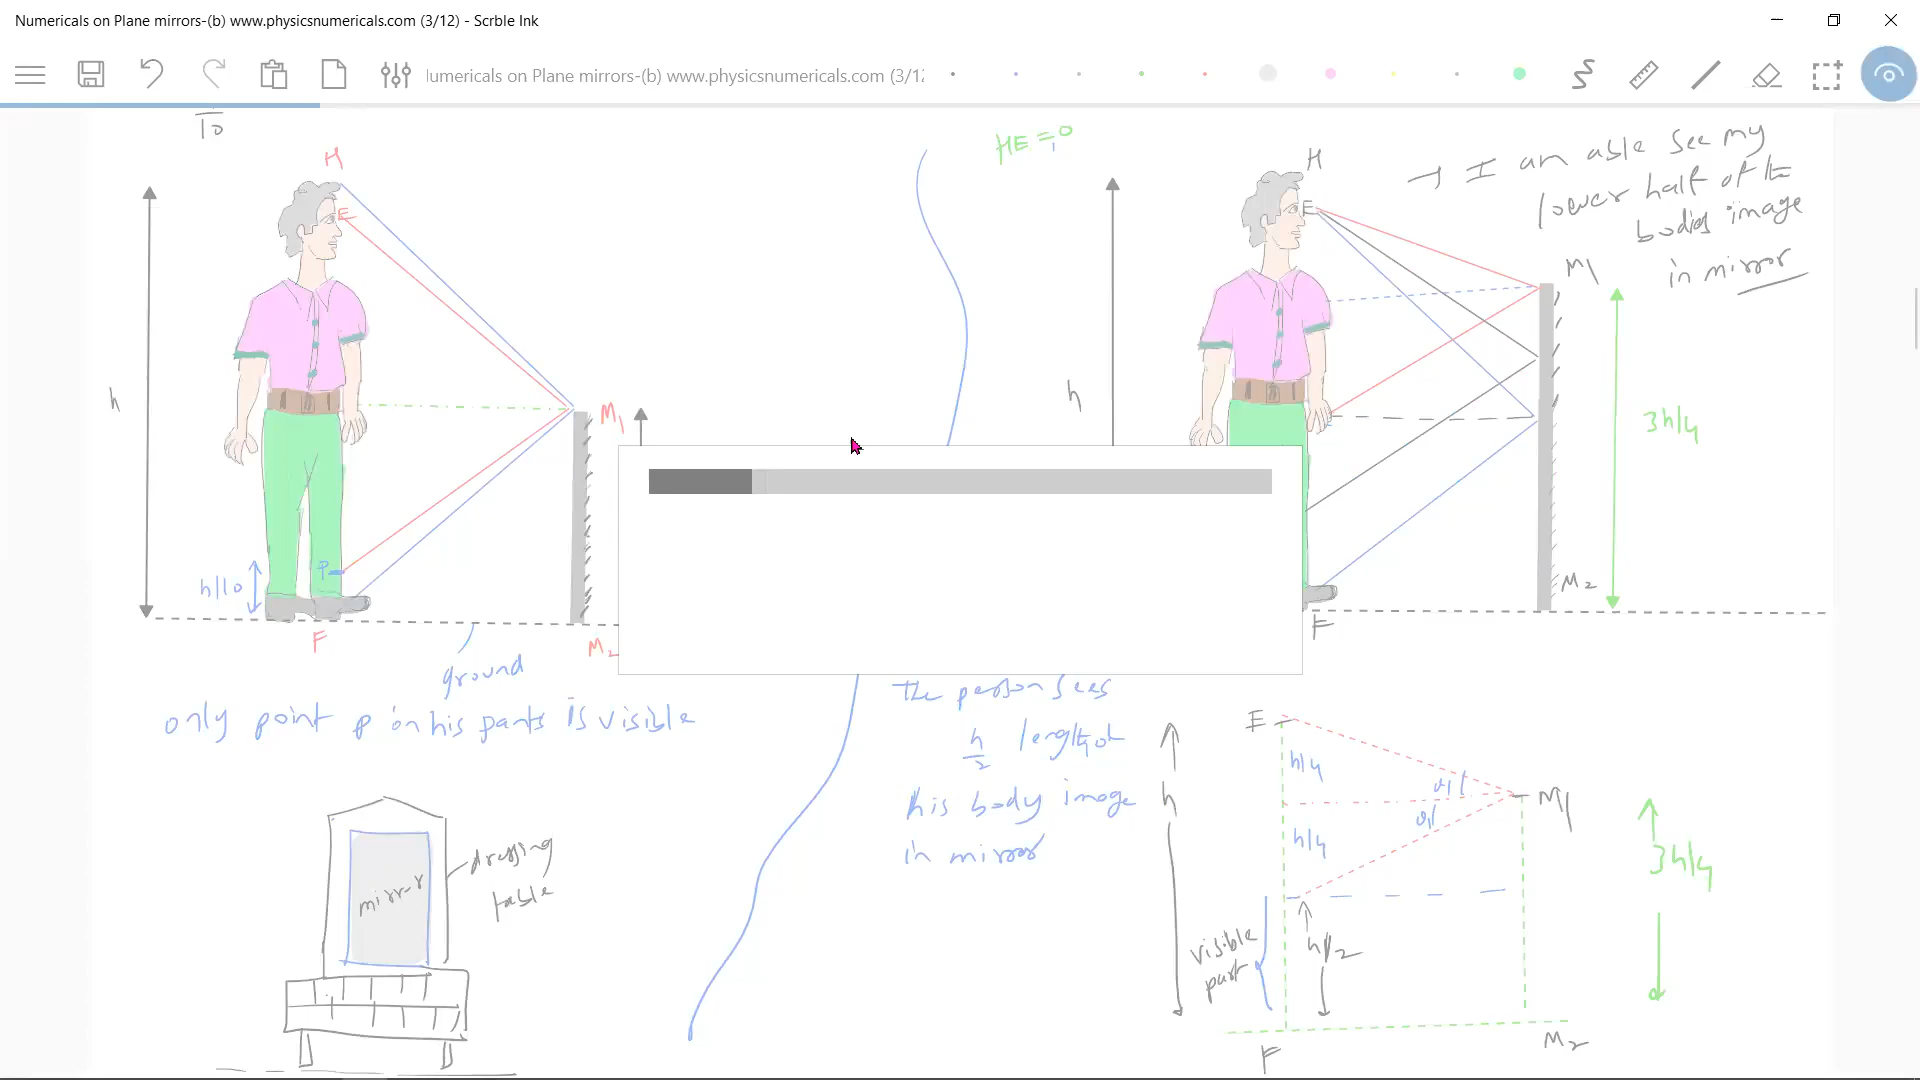 Numericals on Plane mirrors-(b) www.physicsnumericals.com (3/12) - Scrble Ink
umericals on Plane mirrors-(b) www.physicsnumericals.com (3/12
10
HE = 0
H
E
M1
h
h/10
P
F
M2
ground
only point p on his pants is visible
mirror
dressing
table
H
E
→ I am able see my
lower half of the
bodies image
in mirror
M1
h
3h/4
M2
F
the person sees
h/2 length of
his body image
in mirror
E
h/4
h/4
M1
h
3h/4
visible
part
h/2
F
M2